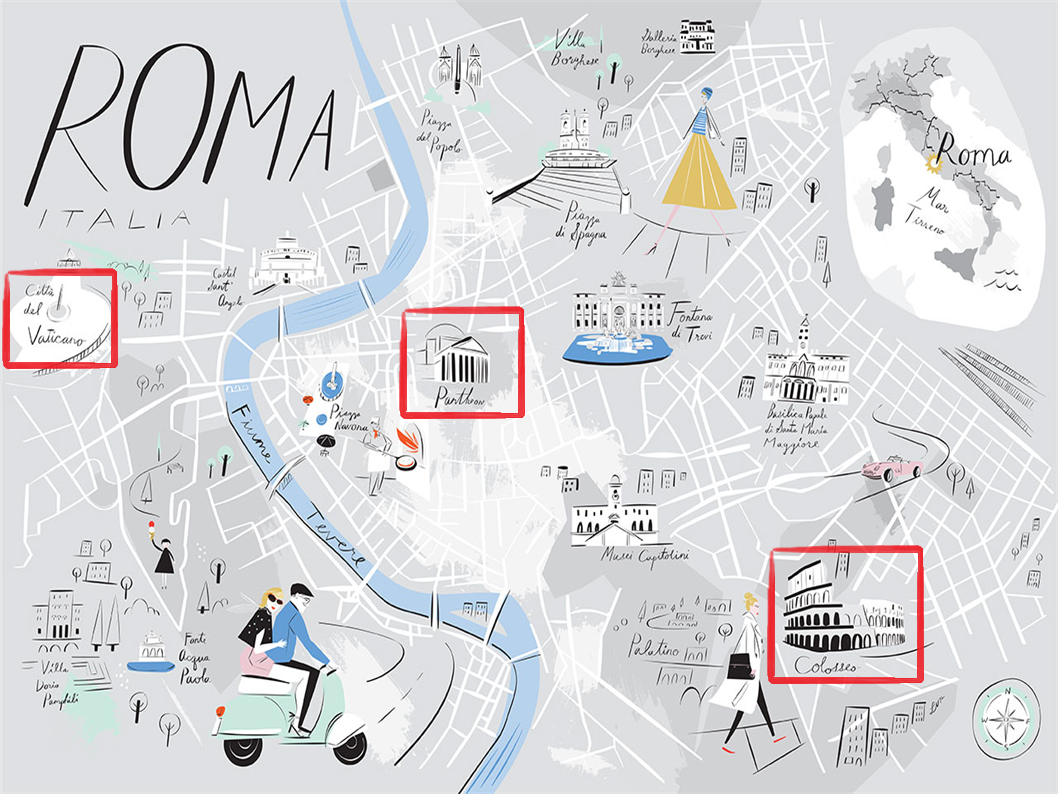 ROMA
ITALIA
Villa
Borghese
Galleria
Borghese
Piazza
del Popolo
Piazza
di Spagna
Roma
Mar
Tirreno
Castel
Sant'
Angelo
Città
del
Vaticano
Fontana
di Trevi
Pantheon
Piazza
Navona
Basilica Papale
di Santa Maria
Maggiore
Fiume
Tevere
Musei Capitolini
Palatino
Colosseo
Fonti
Acqua
Paola
Villa
Doria
Pamphili
N
W
E
S